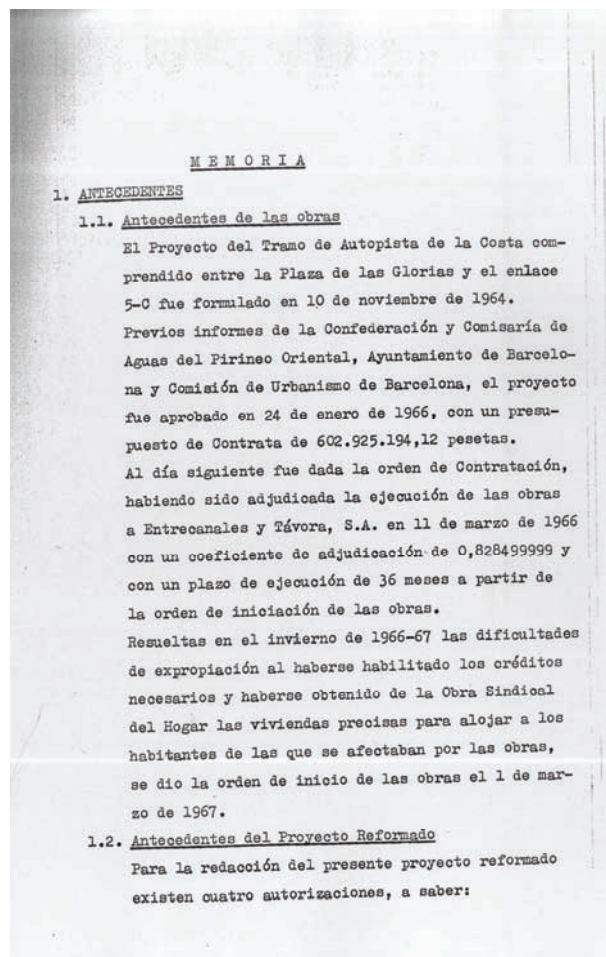 M E M O R I A
1. ANTECEDENTES
1.1. Antecedentes de las obras
El Proyecto del Tramo de Autopista de la Costa com-
prendido entre la Plaza de las Glorias y el enlace
5-C fue formulado en 10 de noviembre de 1964.
Previos informes de la Confederación y Comisaría de
Aguas del Pirineo Oriental, Ayuntamiento de Barcelo-
na y Comisión de Urbanismo de Barcelona, el proyecto
fue aprobado en 24 de enero de 1966, con un presu-
puesto de Contrata de 602.925.194,12 pesetas.
Al día siguiente fue dada la orden de Contratación,
habiendo sido adjudicada la ejecución de las obras
a Entrecanales y Távora, S.A. en 11 de marzo de 1966
con un coeficiente de adjudicación de 0,828499999 y
con un plazo de ejecución de 36 meses a partir de
la orden de iniciación de las obras.
Resueltas en el invierno de 1966-67 las dificultades
de expropiación al haberse habilitado los créditos
necesarios y haberse obtenido de la Obra Sindical
del Hogar las viviendas precisas para alojar a los
habitantes de las que se afectaban por las obras,
se dio la orden de inicio de las obras el 1 de mar-
zo de 1967.
1.2. Antecedentes del Proyecto Reformado
Para la redacción del presente proyecto reformado
existen cuatro autorizaciones, a saber: